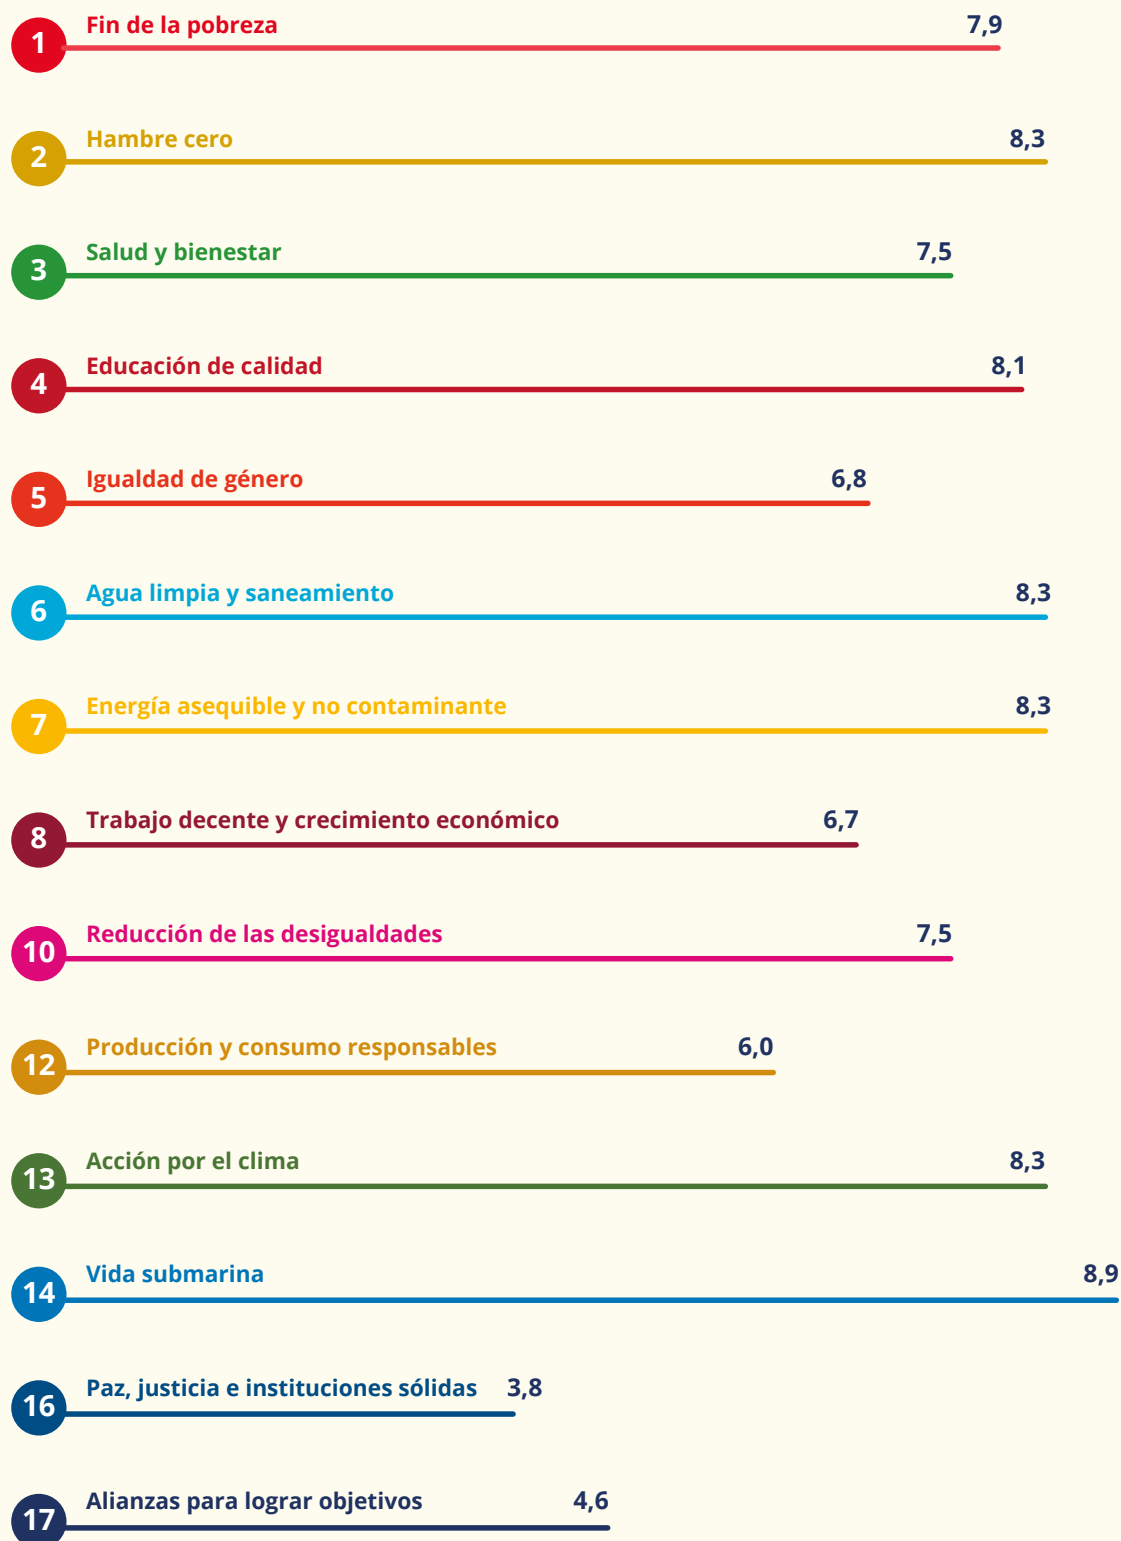 1 Fin de la pobreza 7,9
2 Hambre cero 8,3
3 Salud y bienestar 7,5
4 Educación de calidad 8,1
5 Igualdad de género 6,8
6 Agua limpia y saneamiento 8,3
7 Energía asequible y no contaminante 8,3
8 Trabajo decente y crecimiento económico 6,7
10 Reducción de las desigualdades 7,5
12 Producción y consumo responsables 6,0
13 Acción por el clima 8,3
14 Vida submarina 8,9
16 Paz, justicia e instituciones sólidas 3,8
17 Alianzas para lograr objetivos 4,6